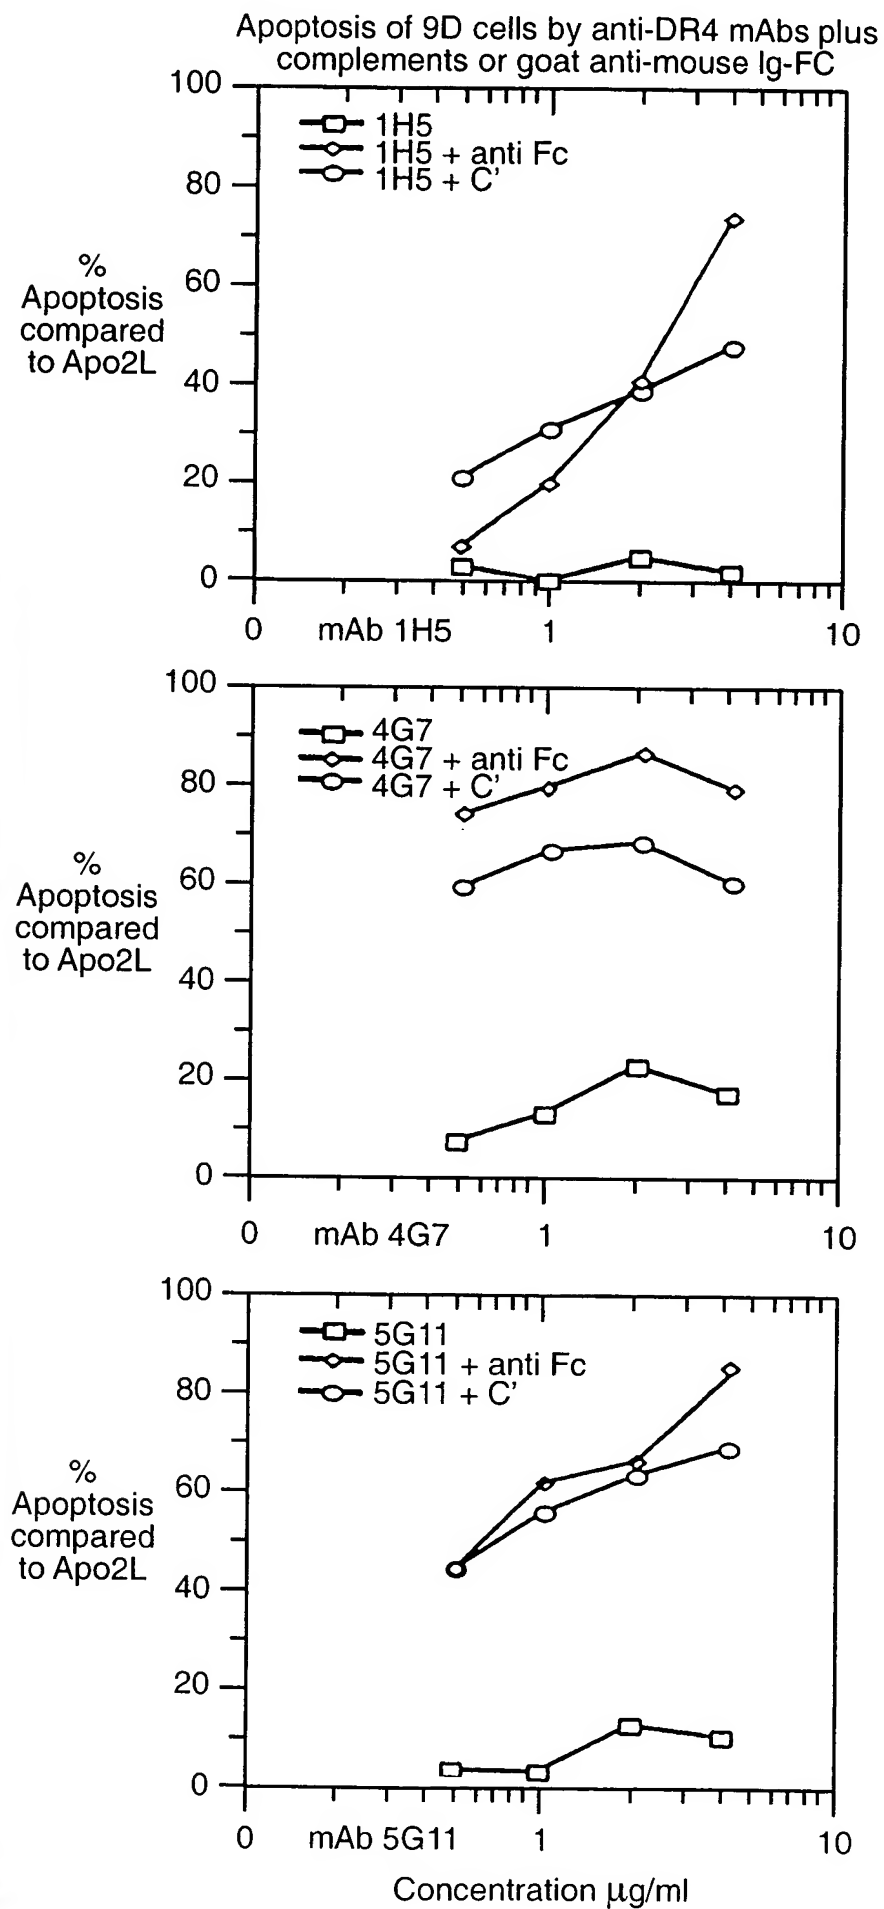 Apoptosis of 9D cells by anti-DR4 mAbs plus
complements or goat anti-mouse Ig-FC
100
80
60
40
20
0
%
Apoptosis
compared
to Apo2L
1H5
1H5 + anti Fc
1H5 + C'
0
mAb 1H5
1
10
100
80
60
40
20
0
%
Apoptosis
compared
to Apo2L
4G7
4G7 + anti Fc
4G7 + C'
0
mAb 4G7
1
10
100
80
60
40
20
0
%
Apoptosis
compared
to Apo2L
5G11
5G11 + anti Fc
5G11 + C'
0
mAb 5G11
1
10
Concentration µg/ml